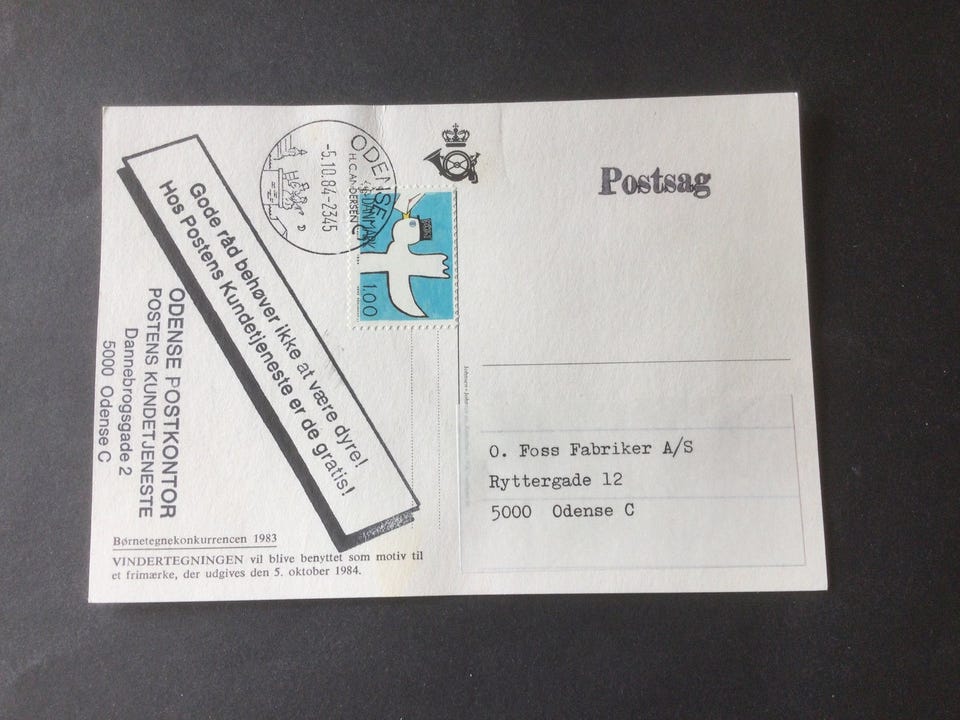 Postsag
ODENSE C
H.C. ANDERSEN
-5.10.84-2345
D
DANMARK
1.00
Gode råd behøver ikke at være dyre!
Hos Postens Kundetjeneste er de gratis!
ODENSE POSTKONTOR
POSTENS KUNDETJENESTE
Dannebrogsgade 2
5000 Odense C
Børnetegnekonkurrencen 1983
VINDERTEGNINGEN vil blive benyttet som motiv til
et frimærke, der udgives den 5. oktober 1984.
O. Foss Fabriker A/S
Ryttergade 12
5000 Odense C